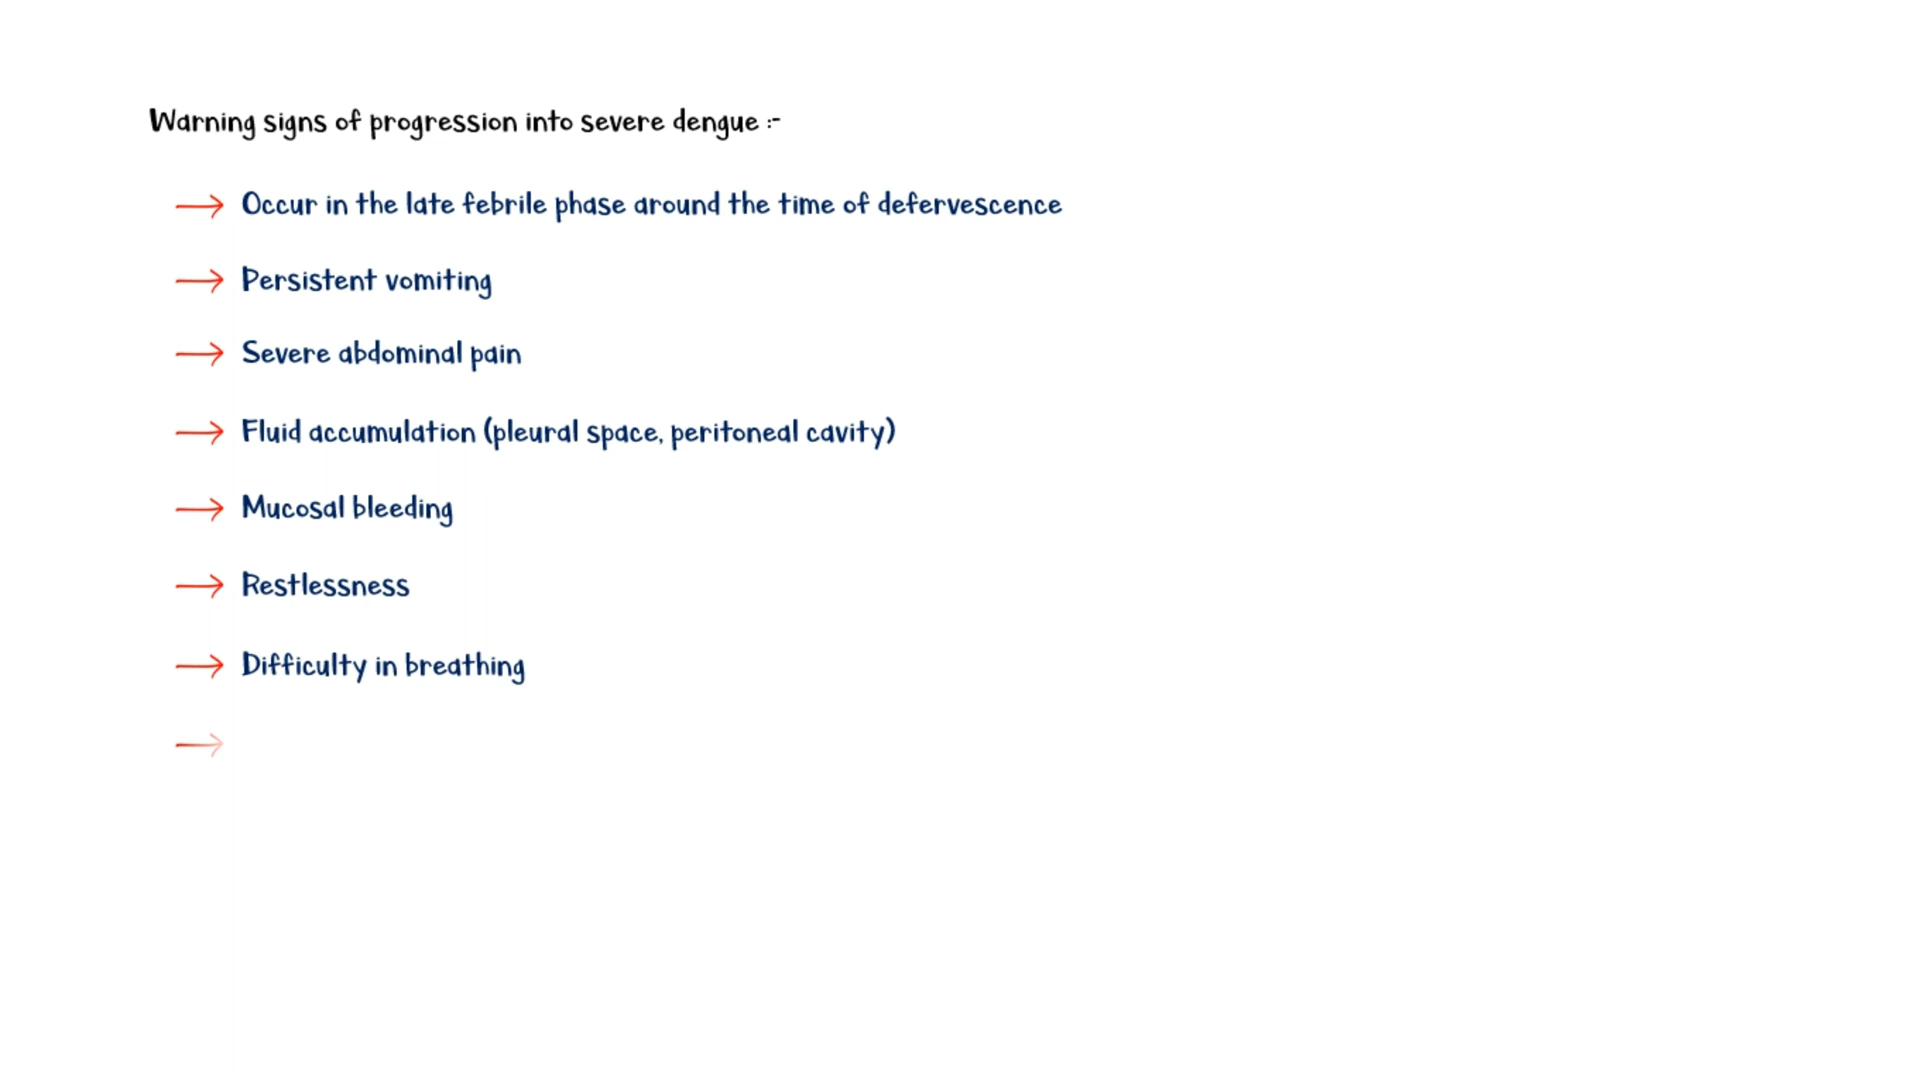 Warning signs of progression into severe dengue :-
→ Occur in the late febrile phase around the time of defervescence
→ Persistent vomiting
→ Severe abdominal pain
→ Fluid accumulation (pleural space, peritoneal cavity)
→ Mucosal bleeding
→ Restlessness
→ Difficulty in breathing
→